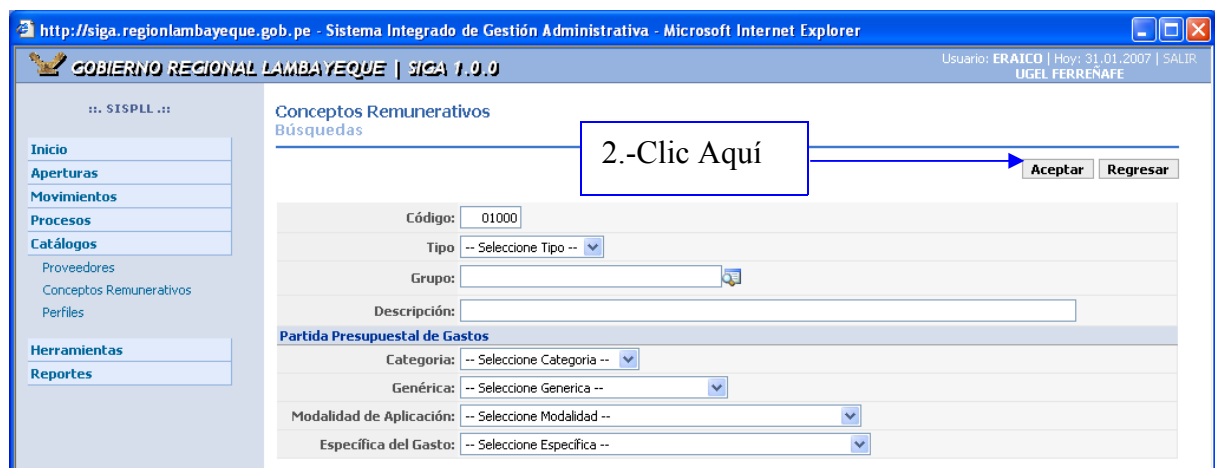 http://siga.regionlambayeque.gob.pe - Sistema Integrado de Gestión Administrativa - Microsoft Internet Explorer
GOBIERNO REGIONAL LAMBAYEQUE | SIGA 1.0.0
Usuario: ERAICO | Hoy: 31.01.2007 | SALIR
UGEL FERREÑAFE
::. SISPLL .::
Inicio
Aperturas
Movimientos
Procesos
Catálogos
Proveedores
Conceptos Remunerativos
Perfiles
Herramientas
Reportes
Conceptos Remunerativos
Búsquedas
2.-Clic Aquí
Aceptar Regresar
Código: 01000
Tipo -- Seleccione Tipo --
Grupo:
Descripción:
Partida Presupuestal de Gastos
Categoria: -- Seleccione Categoria --
Genérica: -- Seleccione Generica --
Modalidad de Aplicación: -- Seleccione Modalidad --
Específica del Gasto: -- Seleccione Específica --